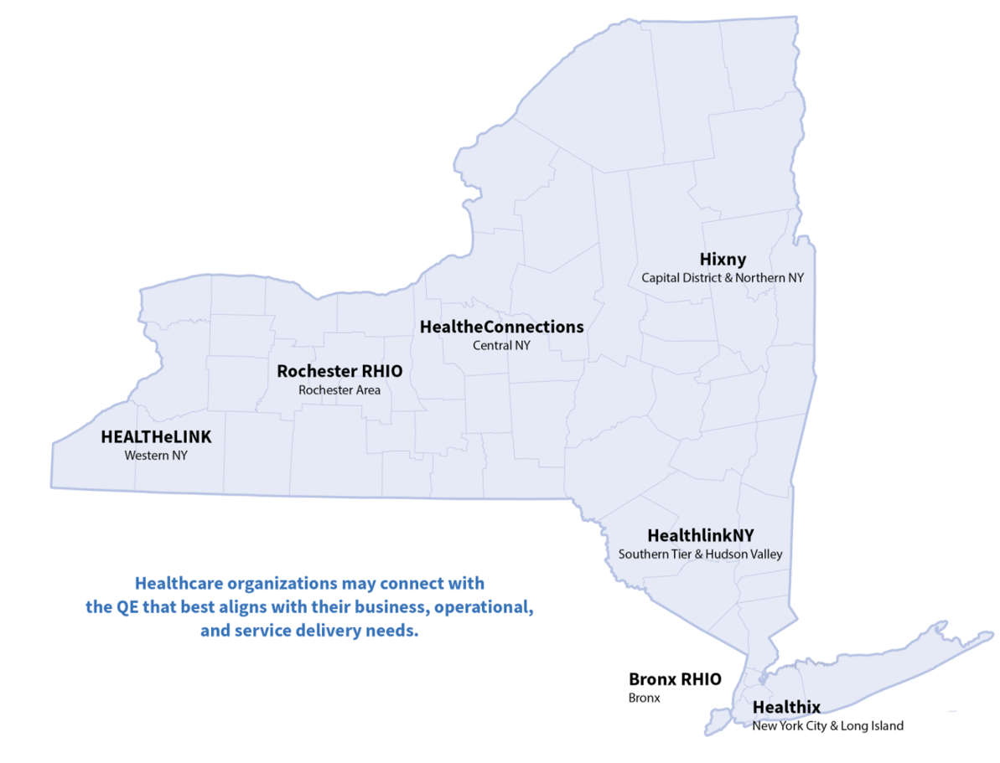 Hixny
Capital District & Northern NY
HealtheConnections
Central NY
Rochester RHIO
Rochester Area
HEALTHeLINK
Western NY
HealthlinkNY
Southern Tier & Hudson Valley
Healthcare organizations may connect with
the QE that best aligns with their business, operational,
and service delivery needs.
Bronx RHIO
Bronx
Healthix
New York City & Long Island